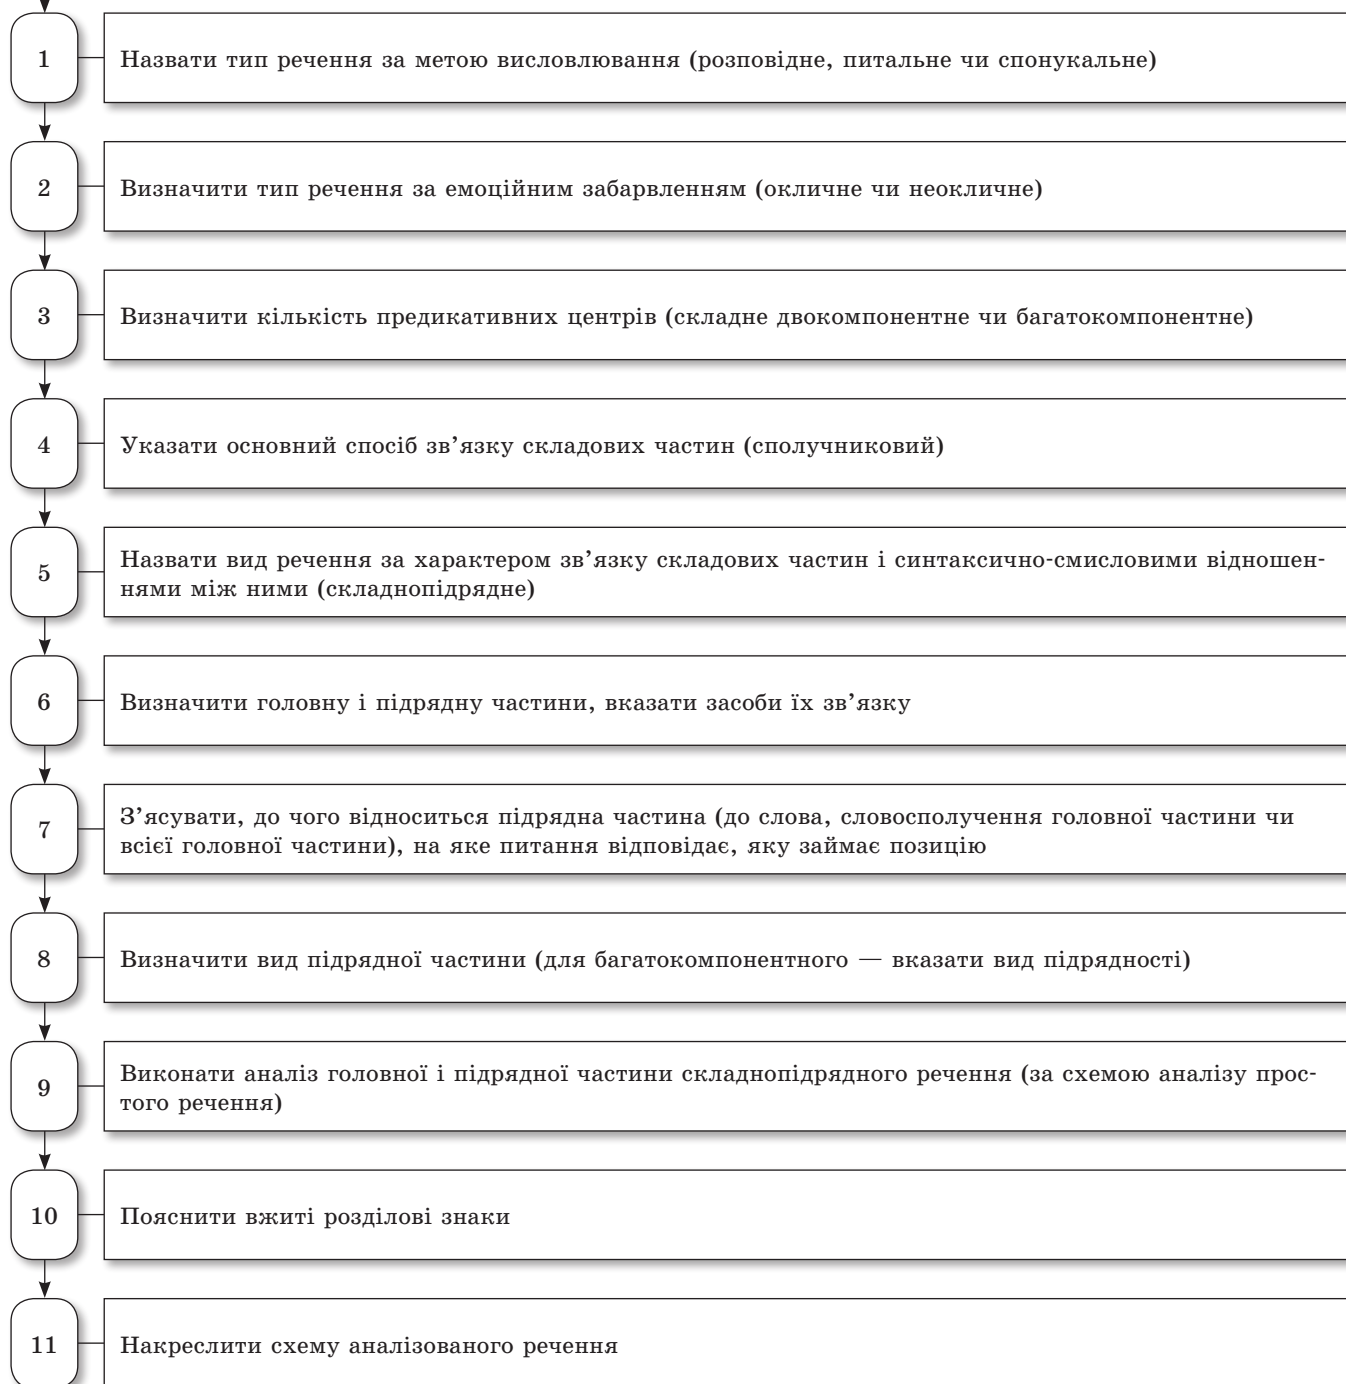 1
Назвати тип речення за метою висловлювання (розповідне, питальне чи спонукальне)
2
Визначити тип речення за емоційним забарвленням (окличне чи неокличне)
3
Визначити кількість предикативних центрів (складне двокомпонентне чи багатокомпонентне)
4
Указати основний спосіб зв’язку складових частин (сполучниковий)
5
Назвати вид речення за характером зв’язку складових частин і синтаксично-смисловими відношен-
нями між ними (складнопідрядне)
6
Визначити головну і підрядну частини, вказати засоби їх зв’язку
7
З’ясувати, до чого відноситься підрядна частина (до слова, словосполучення головної частини чи
всієї головної частини), на яке питання відповідає, яку займає позицію
8
Визначити вид підрядної частини (для багатокомпонентного — вказати вид підрядності)
9
Виконати аналіз головної і підрядної частини складнопідрядного речення (за схемою аналізу прос-
того речення)
10
Пояснити вжиті розділові знаки
11
Накреслити схему аналізованого речення